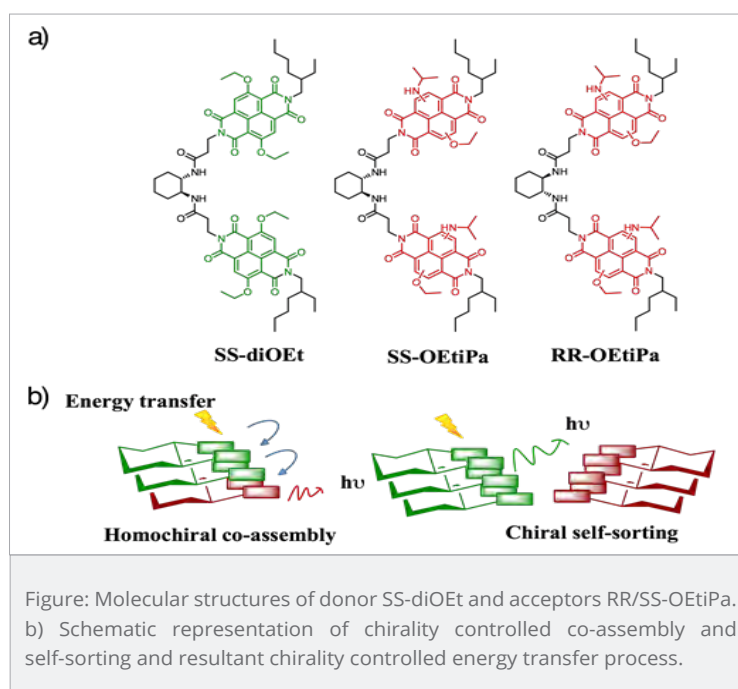 a)
O
O
N
O
O
O
N
O
O
NH
NH
O
O
O
N
O
O
O
N
O
O
HN
O
O
N
O
O
O
N
O
NH
NH
O
O
HN
N
O
O
N
O
O
HN
O
O
N
O
O
O
N
O
NH
NH
O
O
HN
N
O
O
N
O
O
SS-diOEt SS-OEtiPa RR-OEtiPa
b)
Energy transfer
hυ
hυ
Homochiral co-assembly Chiral self-sorting
Figure: Molecular structures of donor SS-diOEt and acceptors RR/SS-OEtiPa.
b) Schematic representation of chirality controlled co-assembly and
self-sorting and resultant chirality controlled energy transfer process.